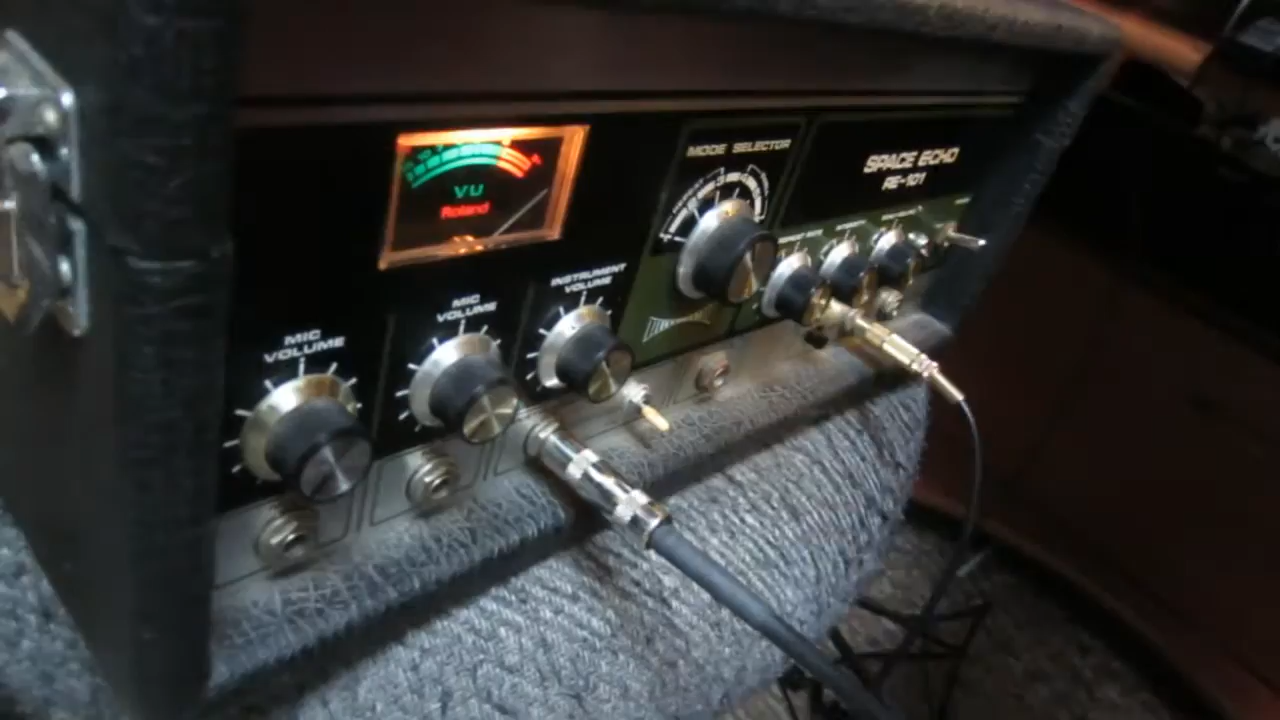 VU
Roland
MODE SELECTOR
SPACE ECHO
RE-101
MIC
VOLUME
MIC
VOLUME
INSTRUMENT
VOLUME